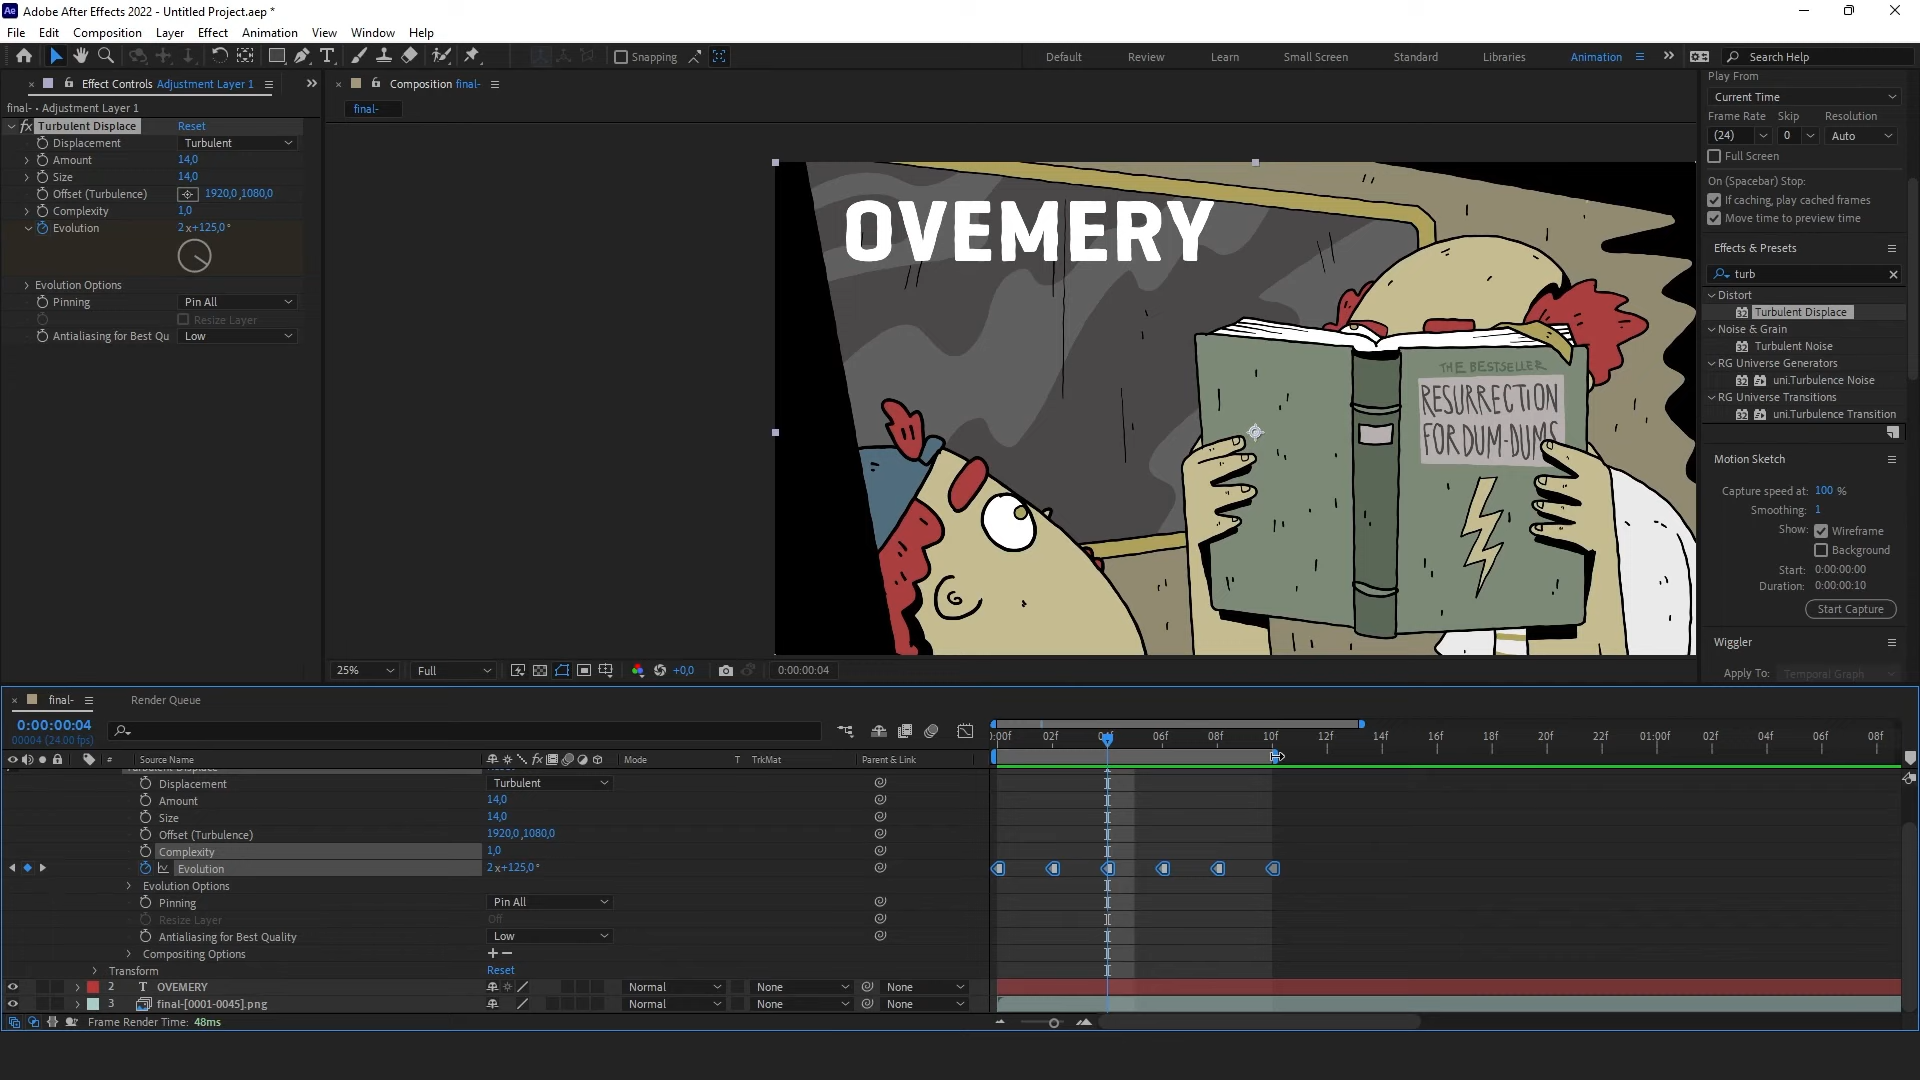 Adobe After Effects 2022 - Untitled Project.aep *
File Edit Composition Layer Effect Animation View Window Help
Snapping
Default Review Learn Small Screen Standard Libraries Animation Search Help
Effect Controls Adjustment Layer 1
final- • Adjustment Layer 1
fx Turbulent Displace Reset
Displacement Turbulent
Amount 14,0
Size 14,0
Offset (Turbulence) 1920,0 ,1080,0
Complexity 1,0
Evolution 2 x+125,0 °
Evolution Options
Pinning Pin All
Resize Layer
Antialiasing for Best Qu Low
Composition final-
final-
OVEMERY
THE BESTSELLER
RESURRECTION
FOR DUM-DUMS
25% Full +0,0 0:00:00:04
Play From
Current Time
Frame Rate Skip Resolution
(24) 0 Auto
Full Screen
On (Spacebar) Stop:
If caching, play cached frames
Move time to preview time
Effects & Presets
turb
Distort
Turbulent Displace
Noise & Grain
Turbulent Noise
RG Universe Generators
uni.Turbulence Noise
RG Universe Transitions
uni.Turbulence Transition
Motion Sketch
Capture speed at: 100 %
Smoothing: 1
Show: Wireframe
Background
Start: 0:00:00:00
Duration: 0:00:00:10
Start Capture
Wiggler
Apply To: Temporal Graph
final- Render Queue
0:00:00:04
00004 (24.00 fps)
:00f 02f 04f 06f 08f 10f 12f 14f 16f 18f 20f 22f 01:00f 02f 04f 06f 08f
# Source Name Mode T TrkMat Parent & Link
Displacement Turbulent
Amount 14,0
Size 14,0
Offset (Turbulence) 1920,0 ,1080,0
Complexity 1,0
Evolution 2 x+125,0 °
Evolution Options
Pinning Pin All
Resize Layer Off
Antialiasing for Best Quality Low
Compositing Options + −
Transform Reset
2 T OVEMERY Normal None None
3 final-[0001-0045].png Normal None None
Frame Render Time: 48ms